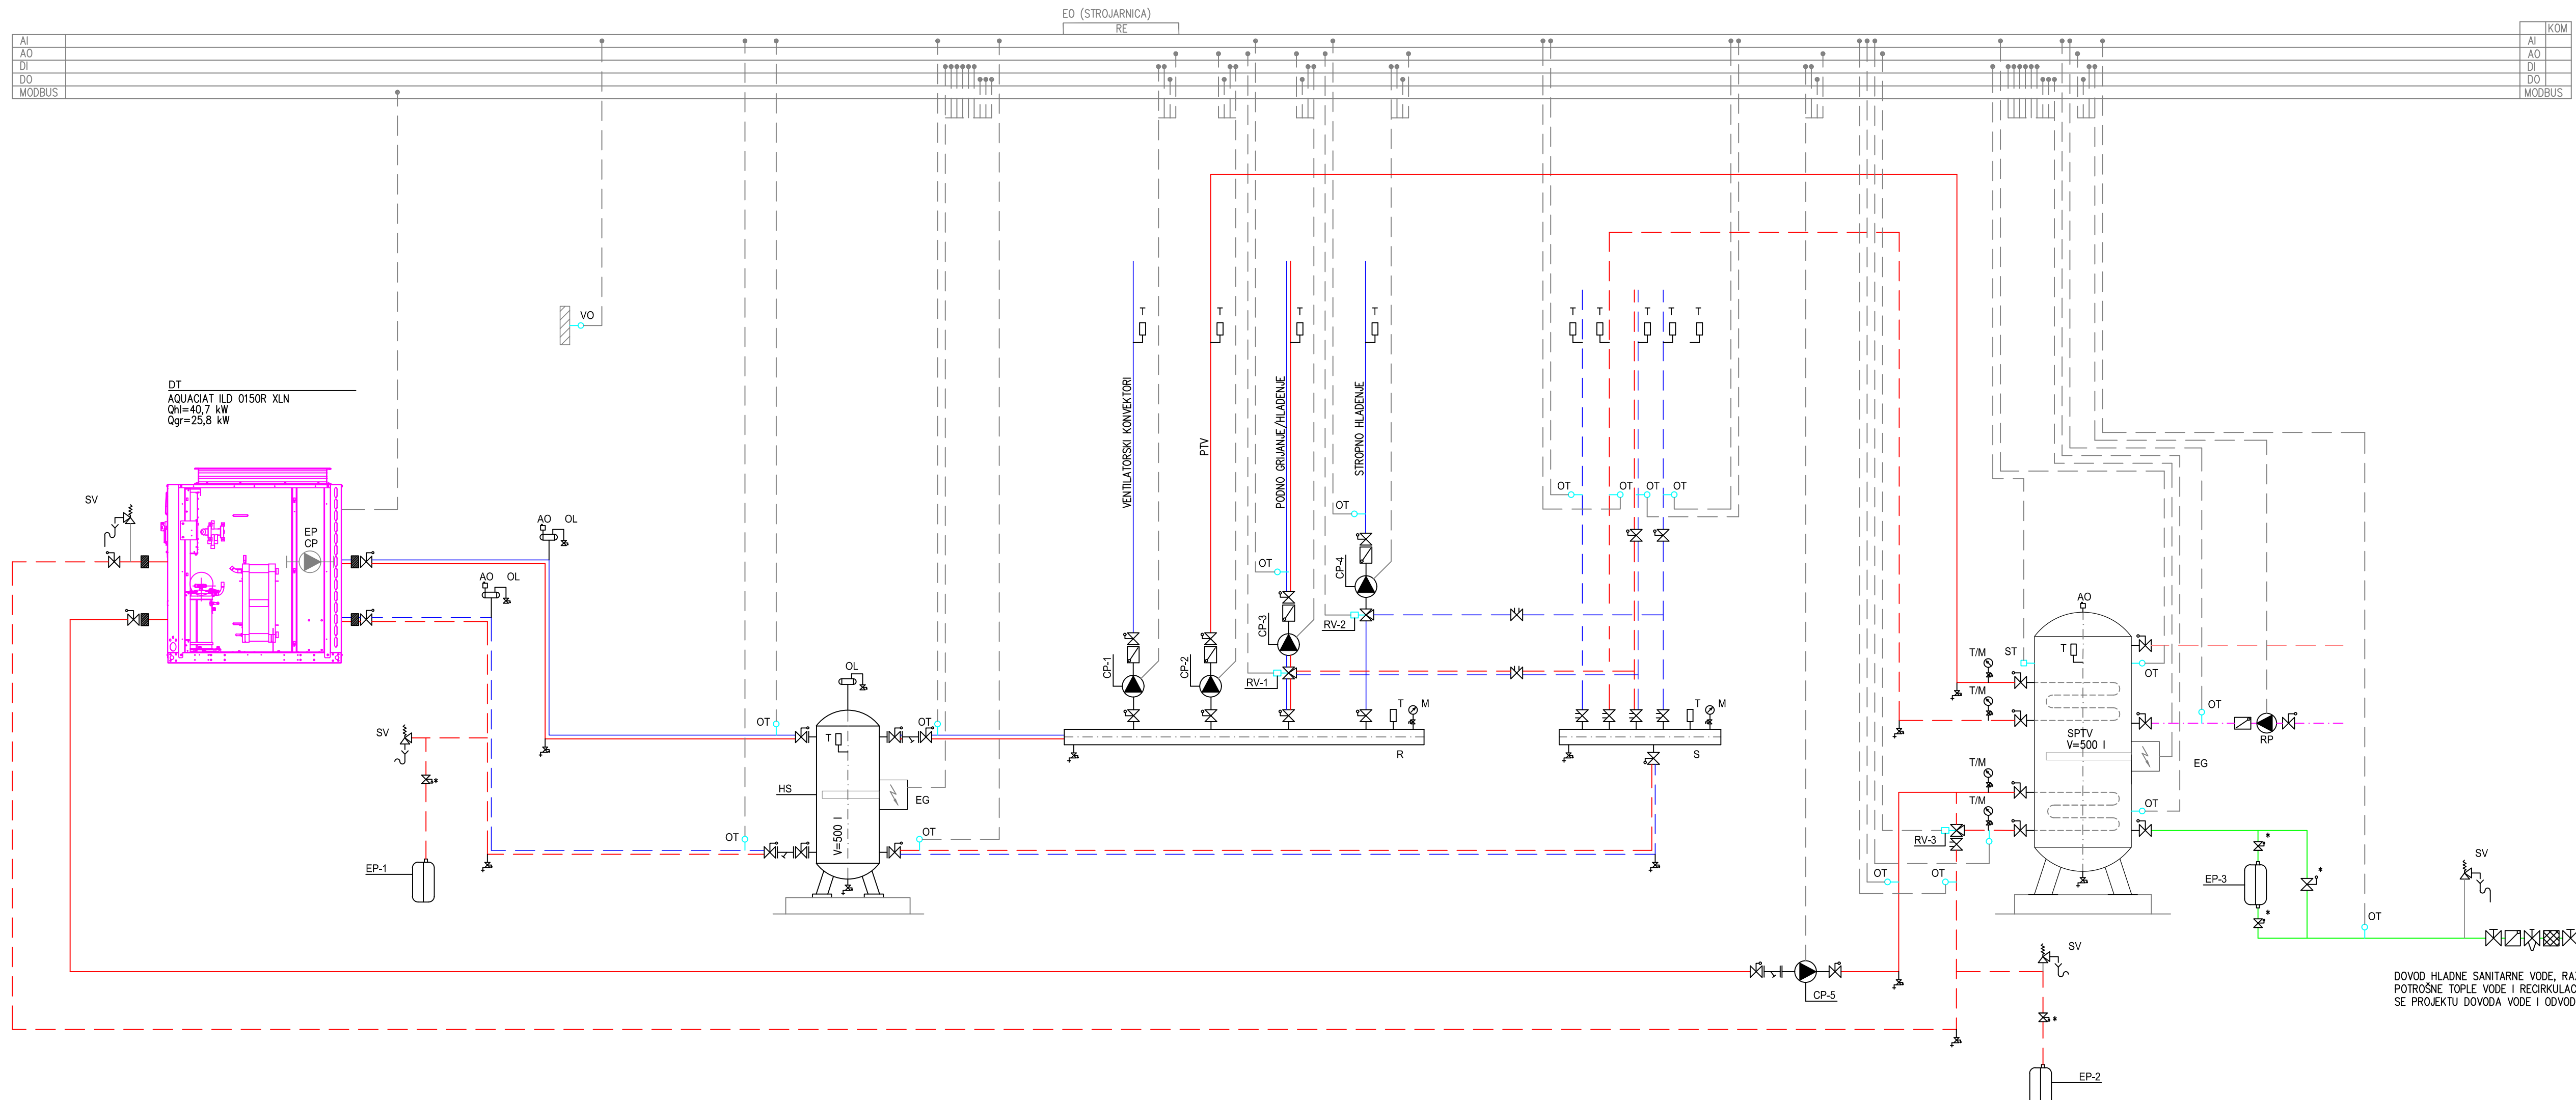 EO (STROJARNICA)
RE
KOM
AI
AI
AO
AO
DI
DI
DO
DO
MODBUS
MODBUS
VO
T
T
T
T
T
T
T
T
T
DT
AQUACIAT ILD 0150R XLN
Qhl=40,7 kW
Qgr=25,8 kW
VENTILATORSKI KONVEKTORI
PTV
PODNO GRIJANJE/HLAĐENJE
STROPNO HLAĐENJE
SV
EP
CP
AO
OL
AO
OL
OT
OT
OT
OT
OT
OT
CP-4
CP-3
CP-1
CP-2
RV-2
RV-1
AO
T/M
ST
T
OT
T/M
OT
SPTV
V=500 l
RP
EG
T/M
T/M
OT
RV-3
OT
OT
SV
OL
OT
T
OT
T
M
R
T
M
S
HS
EG
V=500 l
OT
OT
EP-1
EP-3
*
*
*
*
SV
OT
CP-5
SV
*
EP-2
DOVOD HLADNE SANITARNE VODE, RA
POTROŠNE TOPLE VODE I RECIRKULAC
SE PROJEKTU DOVODA VODE I ODVOD